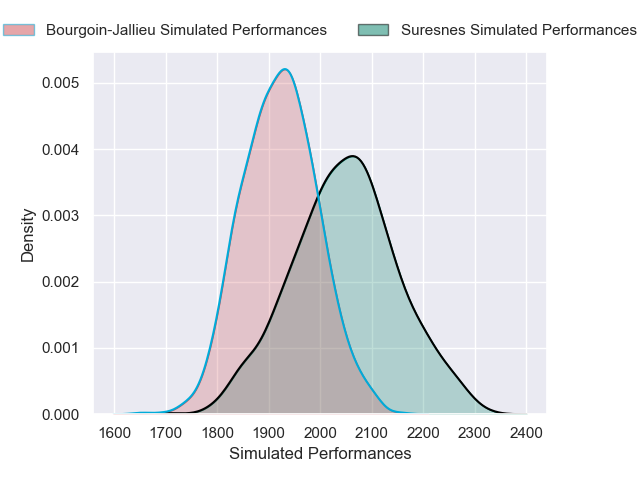 Bourgoin-Jallieu Simulated Performances
Suresnes Simulated Performances
0.005
0.004
0.003
0.002
0.001
0.000
Density
1600 1700 1800 1900 2000 2100 2200 2300 2400
Simulated Performances